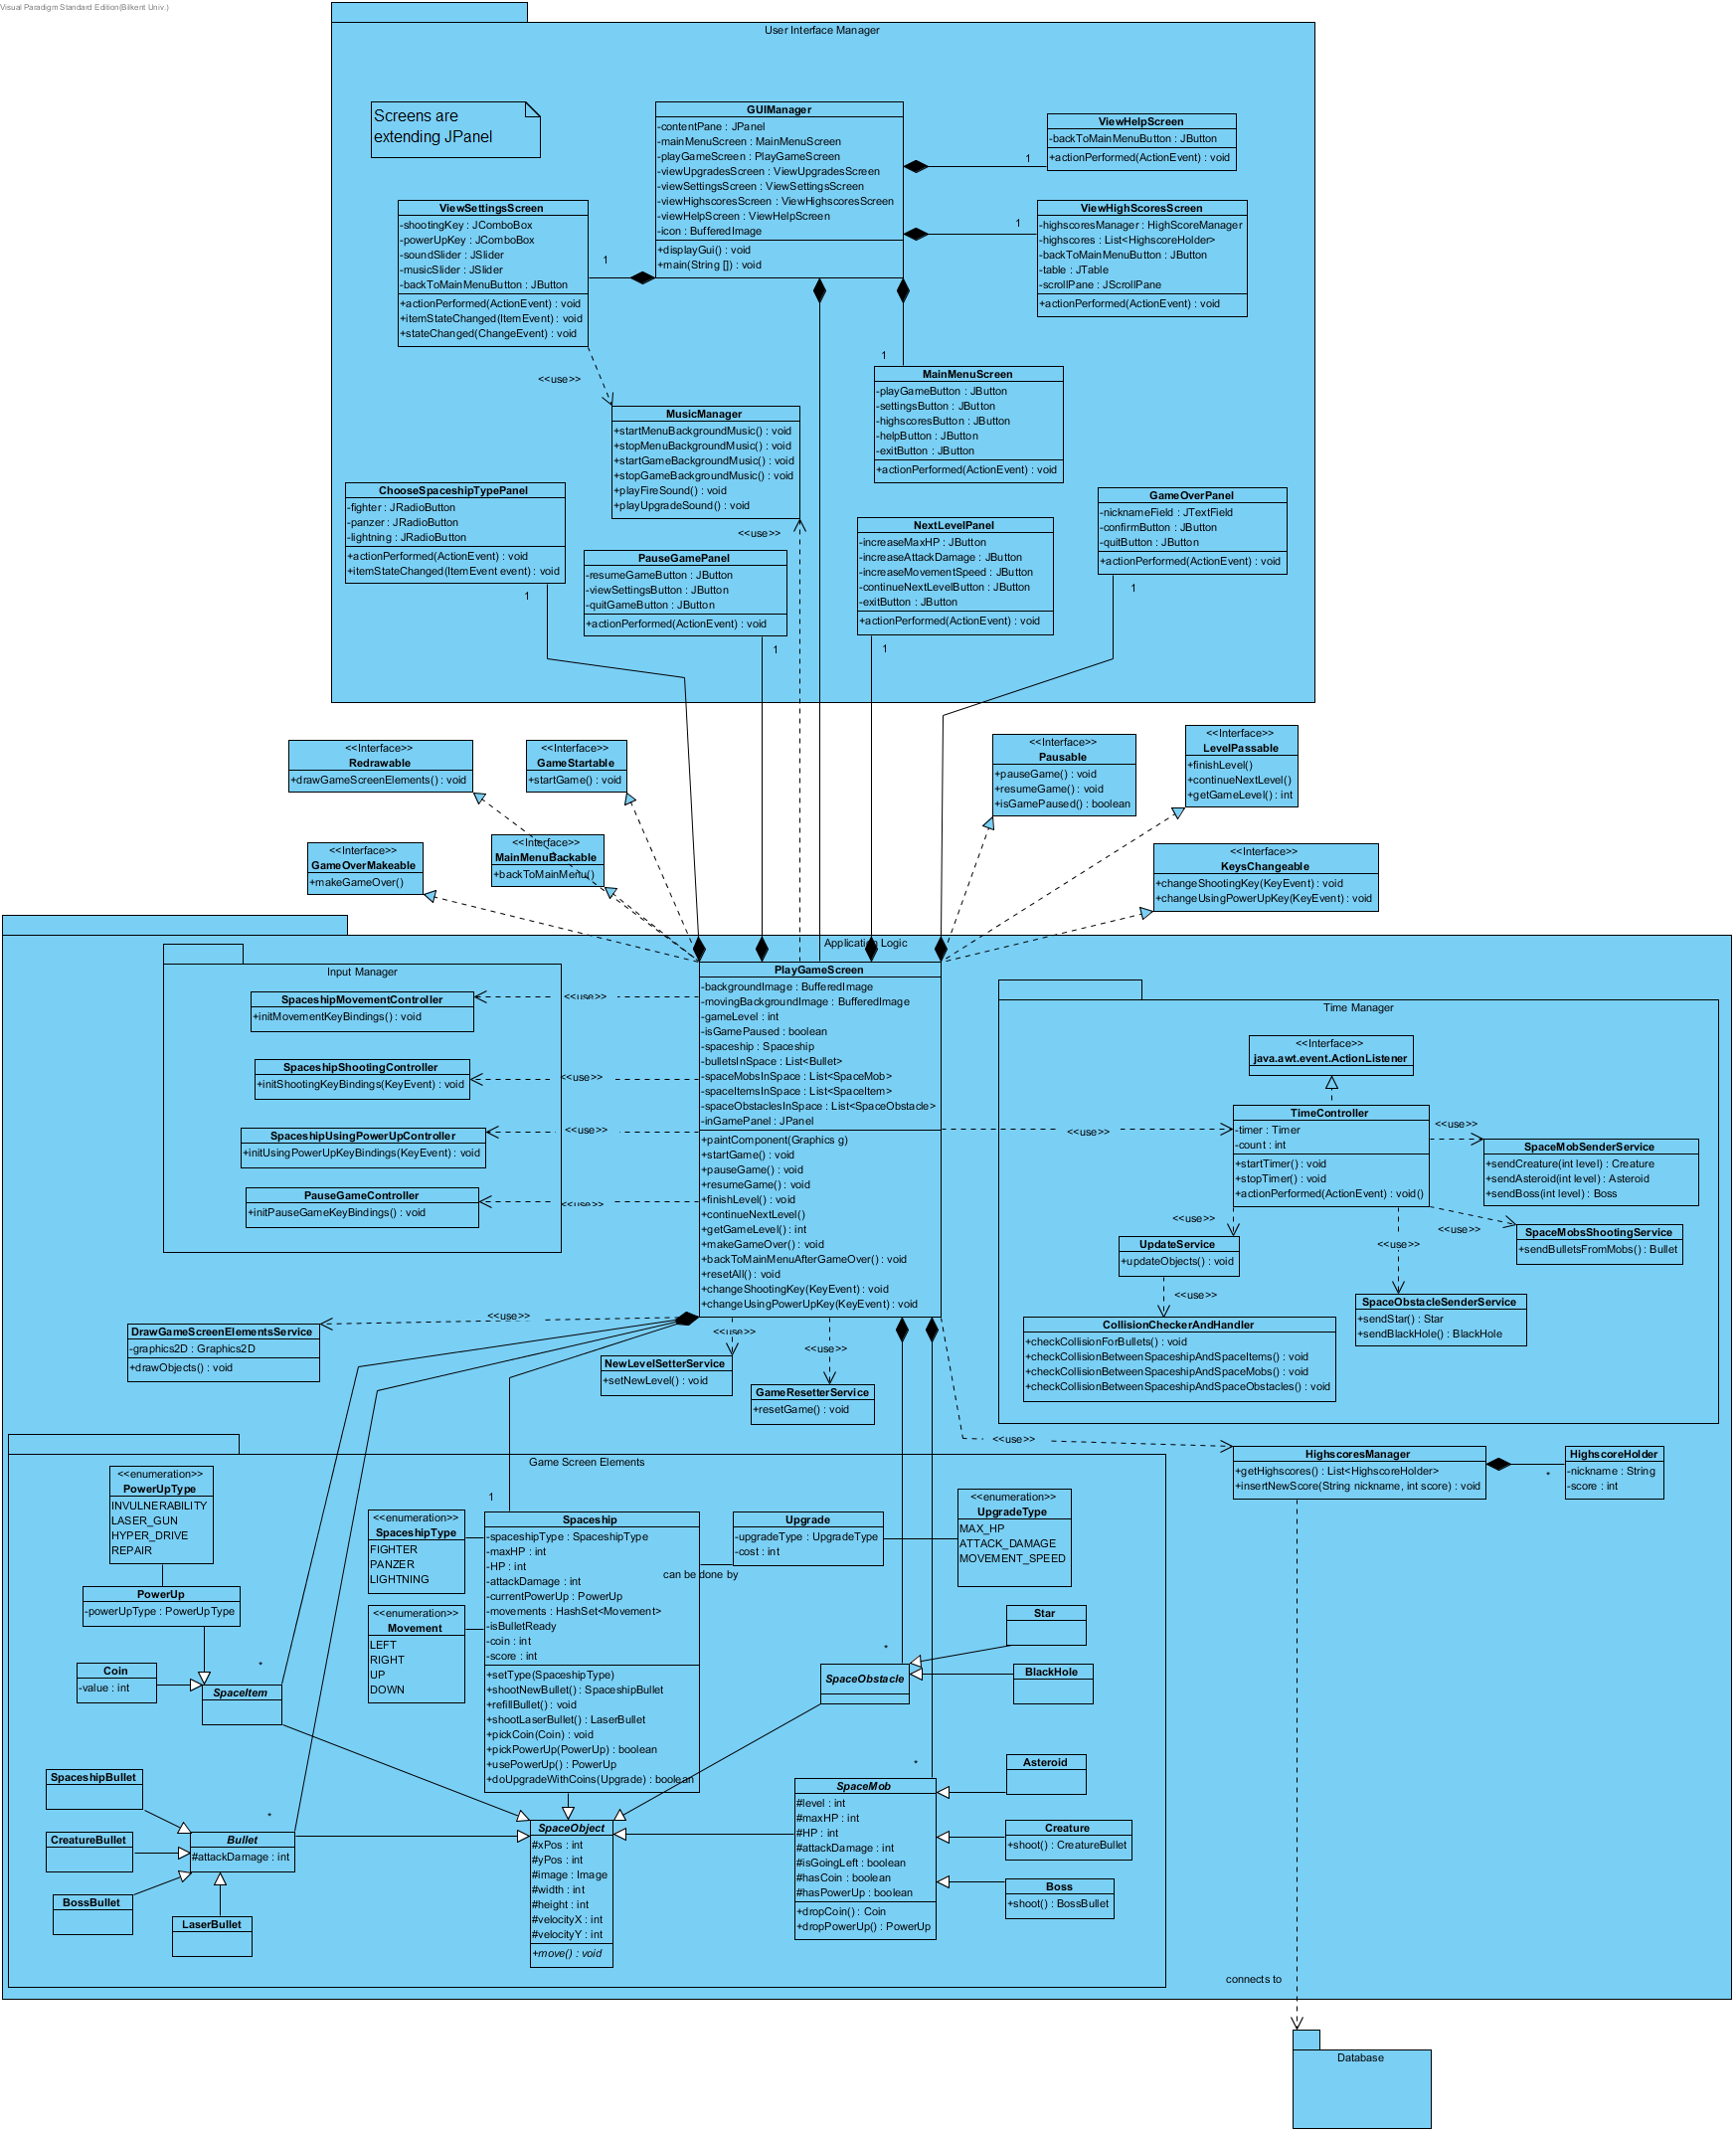 Visual Paradigm Standard Edition(Bilkent Univ.)
User Interface Manager
Screens are
extending JPanel
GUIManager
-contentPane : JPanel
-mainMenuScreen : MainMenuScreen
-playGameScreen : PlayGameScreen
-viewUpgradesScreen : ViewUpgradesScreen
-viewSettingsScreen : ViewSettingsScreen
-viewHighscoresScreen : ViewHighscoresScreen
-viewHelpScreen : ViewHelpScreen
-icon : BufferedImage
+displayGui() : void
+main(String []) : void
ViewHelpScreen
-backToMainMenuButton : JButton
+actionPerformed(ActionEvent) : void
1
ViewHighScoresScreen
-highscoresManager : HighScoreManager
-highscores : List<HighscoreHolder>
-backToMainMenuButton : JButton
-table : JTable
-scrollPane : JScrollPane
+actionPerformed(ActionEvent) : void
1
ViewSettingsScreen
-shootingKey : JComboBox
-powerUpKey : JComboBox
-soundSlider : JSlider
-musicSlider : JSlider
-backToMainMenuButton : JButton
+actionPerformed(ActionEvent) : void
+itemStateChanged(ItemEvent) : void
+stateChanged(ChangeEvent) : void
1
<<use>>
1
MainMenuScreen
-playGameButton : JButton
-settingsButton : JButton
-highscoresButton : JButton
-helpButton : JButton
-exitButton : JButton
+actionPerformed(ActionEvent) : void
MusicManager
+startMenuBackgroundMusic() : void
+stopMenuBackgroundMusic() : void
+startGameBackgroundMusic() : void
+stopGameBackgroundMusic() : void
+playFireSound() : void
+playUpgradeSound() : void
<<use>>
ChooseSpaceshipTypePanel
-fighter : JRadioButton
-panzer : JRadioButton
-lightning : JRadioButton
+actionPerformed(ActionEvent) : void
+itemStateChanged(ItemEvent event) : void
1
PauseGamePanel
-resumeGameButton : JButton
-viewSettingsButton : JButton
-quitGameButton : JButton
+actionPerformed(ActionEvent) : void
1
NextLevelPanel
-increaseMaxHP : JButton
-increaseAttackDamage : JButton
-increaseMovementSpeed : JButton
-continueNextLevelButton : JButton
-exitButton : JButton
+actionPerformed(ActionEvent) : void
1
GameOverPanel
-nicknameField : JTextField
-confirmButton : JButton
-quitButton : JButton
+actionPerformed(ActionEvent) : void
1
<<Interface>>
Redrawable
+drawGameScreenElements() : void
<<Interface>>
GameStartable
+startGame() : void
<<Interface>>
Pausable
+pauseGame() : void
+resumeGame() : void
+isGamePaused() : boolean
<<Interface>>
LevelPassable
+finishLevel()
+continueNextLevel()
+getGameLevel() : int
<<Interface>>
GameOverMakeable
+makeGameOver()
<<Interface>>
MainMenuBackable
+backToMainMenu()
<<Interface>>
KeysChangeable
+changeShootingKey(KeyEvent) : void
+changeUsingPowerUpKey(KeyEvent) : void
Application Logic
Input Manager
SpaceshipMovementController
+initMovementKeyBindings() : void
<<use>>
SpaceshipShootingController
+initShootingKeyBindings(KeyEvent) : void
<<use>>
SpaceshipUsingPowerUpController
+initUsingPowerUpKeyBindings(KeyEvent) : void
<<use>>
PauseGameController
+initPauseGameKeyBindings() : void
<<use>>
PlayGameScreen
-backgroundImage : BufferedImage
-movingBackgroundImage : BufferedImage
-gameLevel : int
-isGamePaused : boolean
-spaceship : Spaceship
-bulletsInSpace : List<Bullet>
-spaceMobsInSpace : List<SpaceMob>
-spaceItemsInSpace : List<SpaceItem>
-spaceObstaclesInSpace : List<SpaceObstacle>
-inGamePanel : JPanel
+paintComponent(Graphics g)
+startGame() : void
+pauseGame() : void
+resumeGame() : void
+finishLevel() : void
+continueNextLevel()
+getGameLevel() : int
+makeGameOver() : void
+backToMainMenuAfterGameOver() : void
+resetAll() : void
+changeShootingKey(KeyEvent) : void
+changeUsingPowerUpKey(KeyEvent) : void
Time Manager
<<Interface>>
java.awt.event.ActionListener
TimeController
-timer : Timer
-count : int
+startTimer() : void
+stopTimer() : void
+actionPerformed(ActionEvent) : void()
<<use>>
<<use>>
SpaceMobSenderService
+sendCreature(int level) : Creature
+sendAsteroid(int level) : Asteroid
+sendBoss(int level) : Boss
<<use>>
SpaceMobsShootingService
+sendBulletsFromMobs() : Bullet
<<use>>
UpdateService
+updateObjects() : void
<<use>>
SpaceObstacleSenderService
+sendStar() : Star
+sendBlackHole() : BlackHole
<<use>>
CollisionCheckerAndHandler
+checkCollisionForBullets() : void
+checkCollisionBetweenSpaceshipAndSpaceItems() : void
+checkCollisionBetweenSpaceshipAndSpaceMobs() : void
+checkCollisionBetweenSpaceshipAndSpaceObstacles() : void
<<use>>
DrawGameScreenElementsService
-graphics2D : Graphics2D
+drawObjects() : void
<<use>>
NewLevelSetterService
+setNewLevel() : void
<<use>>
GameResetterService
+resetGame() : void
<<use>>
HighscoresManager
+getHighscores() : List<HighscoreHolder>
+insertNewScore(String nickname, int score) : void
*
HighscoreHolder
-nickname : String
-score : int
Game Screen Elements
<<enumeration>>
PowerUpType
INVULNERABILITY
LASER_GUN
HYPER_DRIVE
REPAIR
PowerUp
-powerUpType : PowerUpType
Coin
-value : int
*
SpaceItem
<<enumeration>>
SpaceshipType
FIGHTER
PANZER
LIGHTNING
<<enumeration>>
Movement
LEFT
RIGHT
UP
DOWN
1
Spaceship
-spaceshipType : SpaceshipType
-maxHP : int
-HP : int
-attackDamage : int
-currentPowerUp : PowerUp
-movements : HashSet<Movement>
-isBulletReady
-coin : int
-score : int
+setType(SpaceshipType)
+shootNewBullet() : SpaceshipBullet
+refillBullet() : void
+shootLaserBullet() : LaserBullet
+pickCoin(Coin) : void
+pickPowerUp(PowerUp) : boolean
+usePowerUp() : PowerUp
+doUpgradeWithCoins(Upgrade) : boolean
Upgrade
-upgradeType : UpgradeType
-cost : int
can be done by
<<enumeration>>
UpgradeType
MAX_HP
ATTACK_DAMAGE
MOVEMENT_SPEED
Star
*
SpaceObstacle
BlackHole
SpaceshipBullet
CreatureBullet
BossBullet
LaserBullet
*
Bullet
#attackDamage : int
SpaceObject
#xPos : int
#yPos : int
#image : Image
#width : int
#height : int
#velocityX : int
#velocityY : int
+move() : void
*
SpaceMob
#level : int
#maxHP : int
#HP : int
#attackDamage : int
#isGoingLeft : boolean
#hasCoin : boolean
#hasPowerUp : boolean
+dropCoin() : Coin
+dropPowerUp() : PowerUp
Asteroid
Creature
+shoot() : CreatureBullet
Boss
+shoot() : BossBullet
connects to
Database